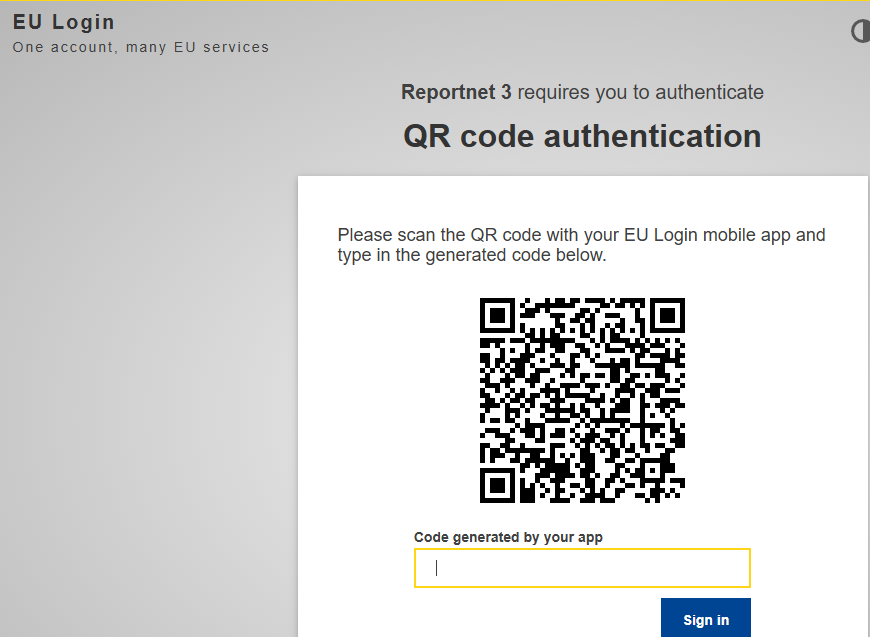 EU Login
One account, many EU services
Reportnet 3 requires you to authenticate
QR code authentication
Please scan the QR code with your EU Login mobile app and
type in the generated code below.
Code generated by your app
Sign in